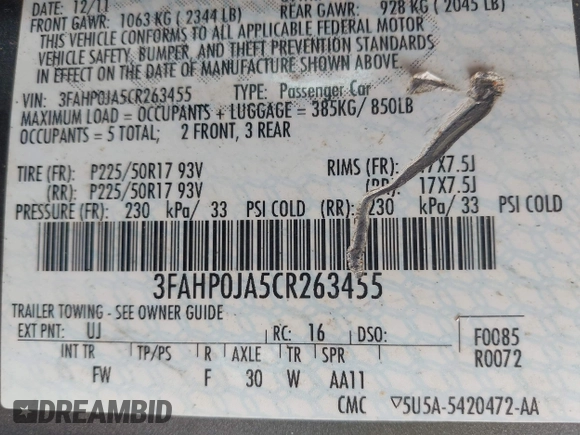 DATE: 12/11
FRONT GAWR: 1063 KG ( 2344 LB) REAR GAWR: 928 KG ( 2045 LB)
THIS VEHICLE CONFORMS TO ALL APPLICABLE FEDERAL MOTOR
VEHICLE SAFETY, BUMPER, AND THEFT PREVENTION STANDARDS
IN EFFECT ON THE DATE OF MANUFACTURE SHOWN ABOVE.
VIN: 3FAHP0JA5CR263455 TYPE: Passenger Car
MAXIMUM LOAD = OCCUPANTS + LUGGAGE = 385KG/ 850LB
OCCUPANTS = 5 TOTAL; 2 FRONT, 3 REAR
TIRE (FR): P225/50R17 93V RIMS (FR): 17X7.5J
(RR): P225/50R17 93V 17X7.5J
PRESSURE (FR): 230 kPa/ 33 PSI COLD (RR): 230 kPa/ 33 PSI COLD
3FAHP0JA5CR263455
TRAILER TOWING - SEE OWNER GUIDE
EXT PNT: UJ RC: 16 DSO: F0085
R0072
INT TR TP/PS R AXLE TR SPR
FW F 30 W AA11
CMC 5U5A-5420472-AA
DREAMBID